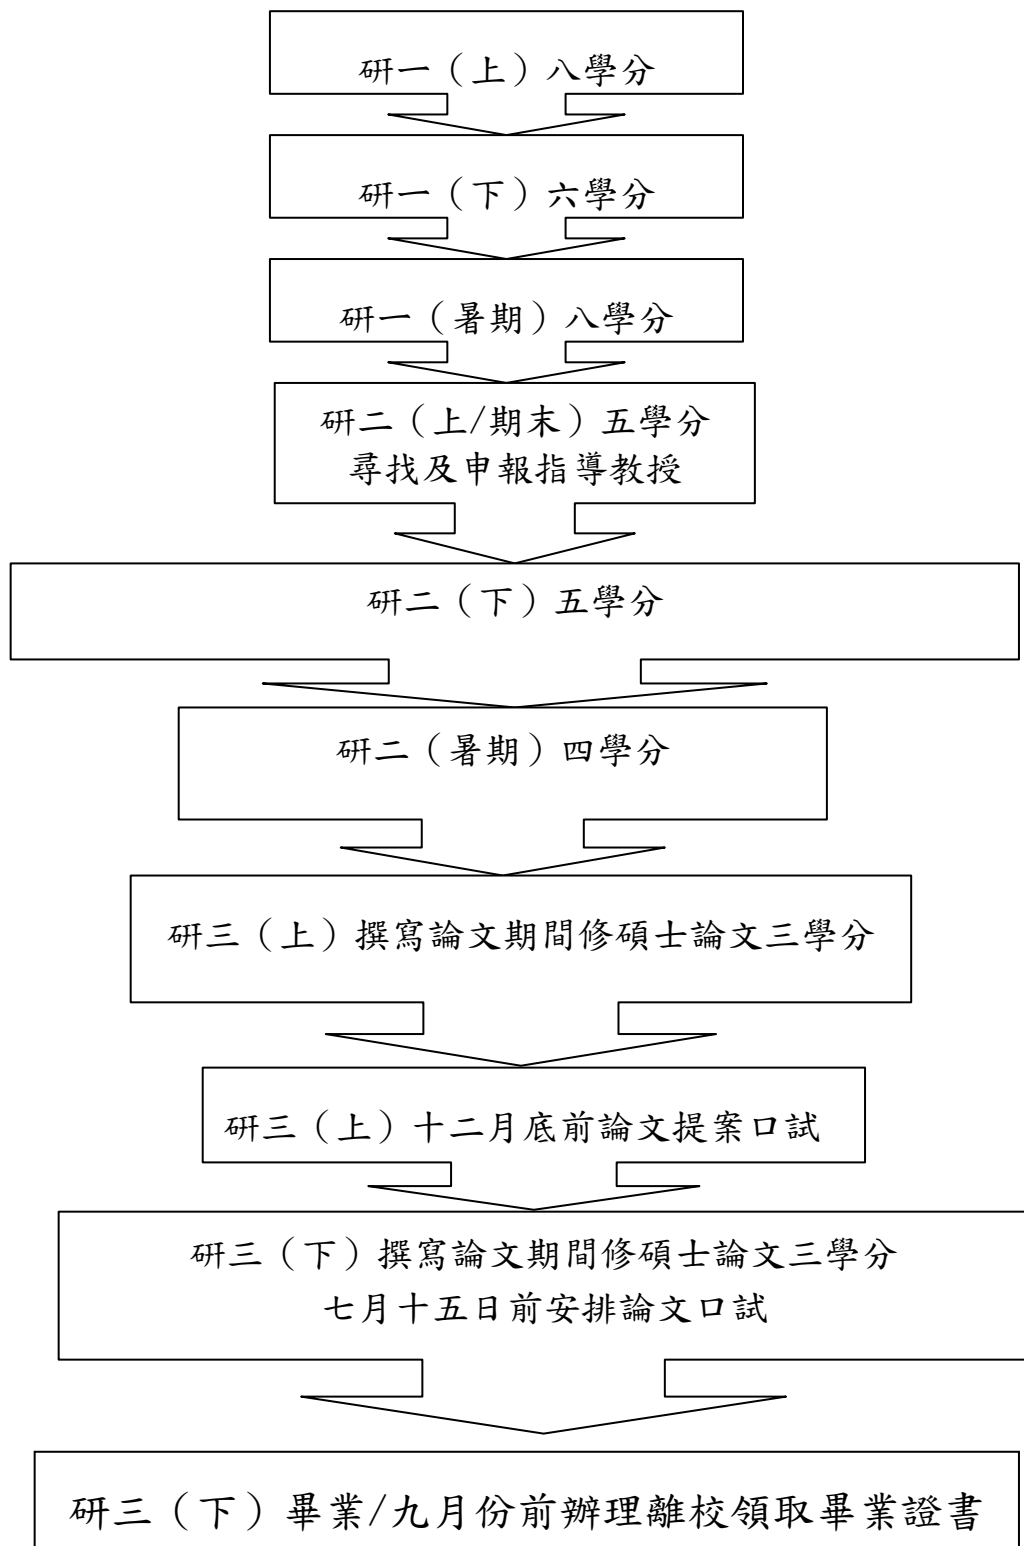 研一（上）八學分
研一（下）六學分
研一（暑期）八學分
研二（上/期末）五學分
尋找及申報指導教授
研二（下）五學分
研二（暑期）四學分
研三（上）撰寫論文期間修碩士論文三學分
研三（上）十二月底前論文提案口試
研三（下）撰寫論文期間修碩士論文三學分
七月十五日前安排論文口試
研三（下）畢業/九月份前辦理離校領取畢業證書